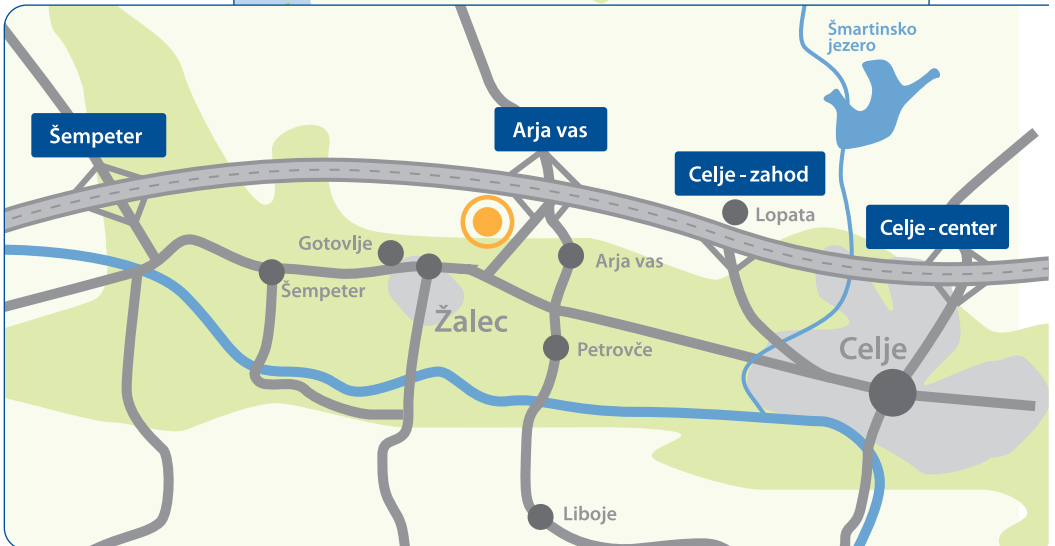 Šmartinsko
jezero
Šempeter
Arja vas
Celje - zahod
Lopata
Celje - center
Gotovlje
Arja vas
Šempeter
Žalec
Petrovče
Celje
Liboje